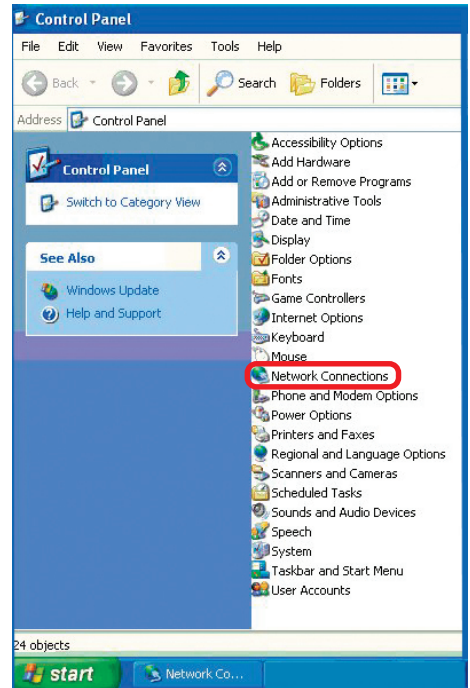 Control Panel
File Edit View Favorites Tools Help
Back Search Folders
Address Control Panel
Control Panel
Switch to Category View
See Also
Windows Update
Help and Support
Accessibility Options
Add Hardware
Add or Remove Programs
Administrative Tools
Date and Time
Display
Folder Options
Fonts
Game Controllers
Internet Options
Keyboard
Mouse
Network Connections
Phone and Modem Options
Power Options
Printers and Faxes
Regional and Language Options
Scanners and Cameras
Scheduled Tasks
Sounds and Audio Devices
Speech
System
Taskbar and Start Menu
User Accounts
24 objects
start Network Co...